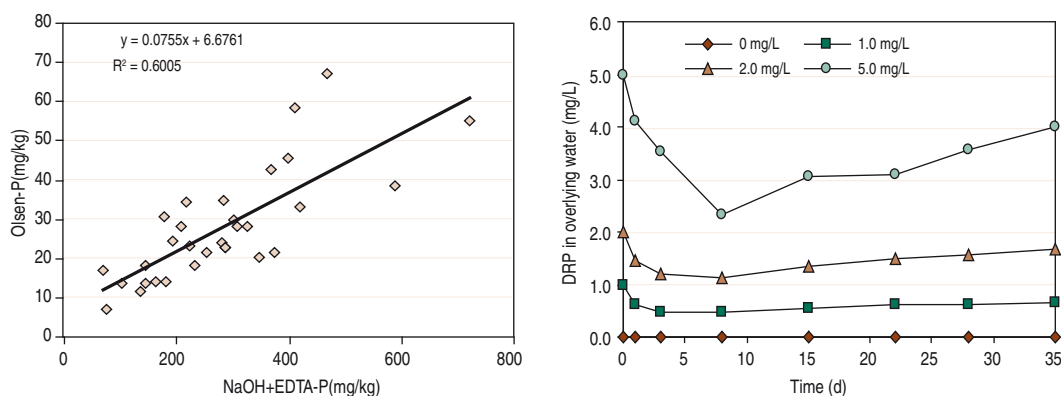 y = 0.0755x + 6.6761
R² = 0.6005
80
70
60
50
40
30
20
10
0
0 200 400 600 800
Olsen-P(mg/kg)
NaOH+EDTA-P(mg/kg)
6.0
5.0
4.0
3.0
2.0
1.0
0.0
0 5 10 15 20 25 30 35
DRP in overlying water (mg/L)
Time (d)
0 mg/L 1.0 mg/L
2.0 mg/L 5.0 mg/L